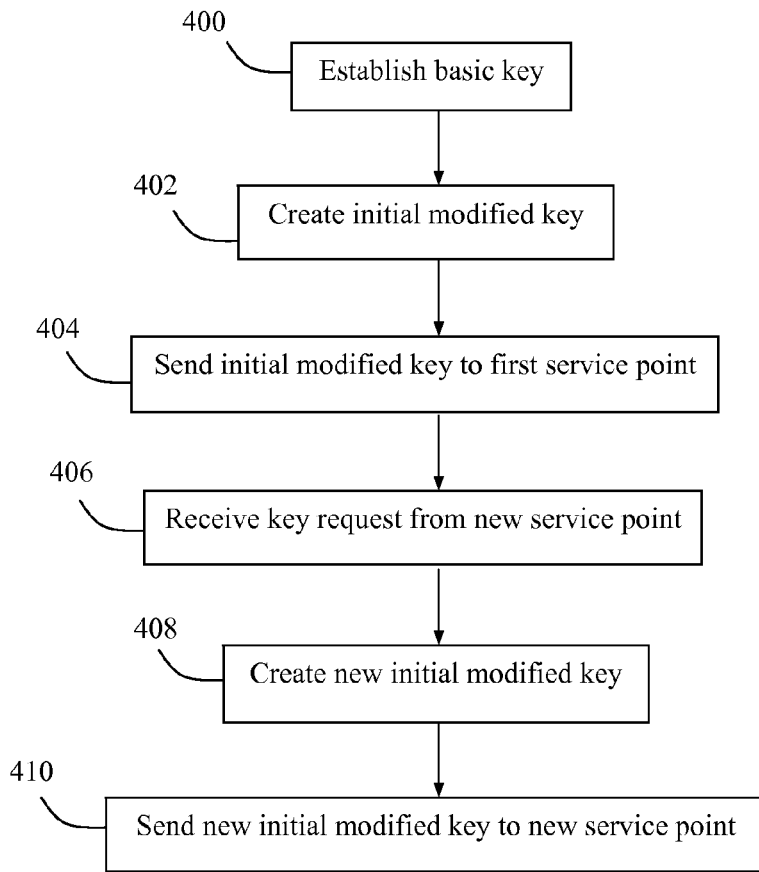 400
Establish basic key
402
Create initial modified key
404
Send initial modified key to first service point
406
Receive key request from new service point
408
Create new initial modified key
410
Send new initial modified key to new service point